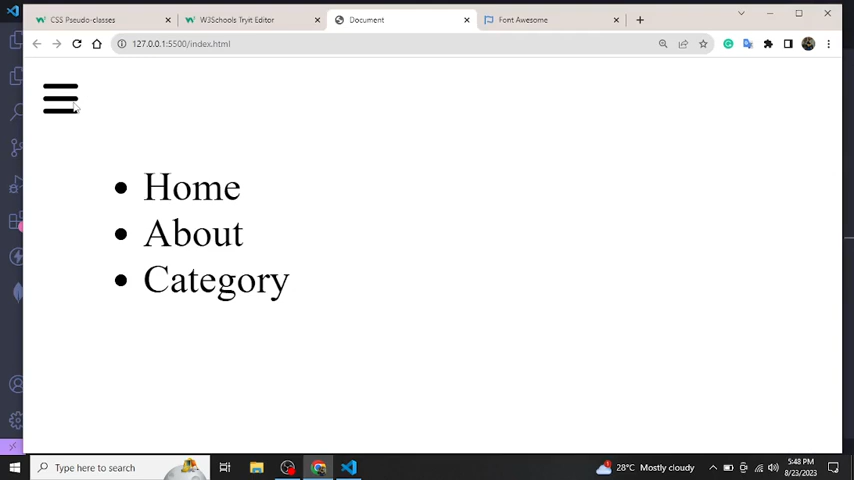 CSS Pseudo-classes W3Schools Tryit Editor Document Font Awesome
127.0.0.1:5500/index.html
Home
About
Category
Type here to search 28°C Mostly cloudy 5:48 PM
8/23/2023